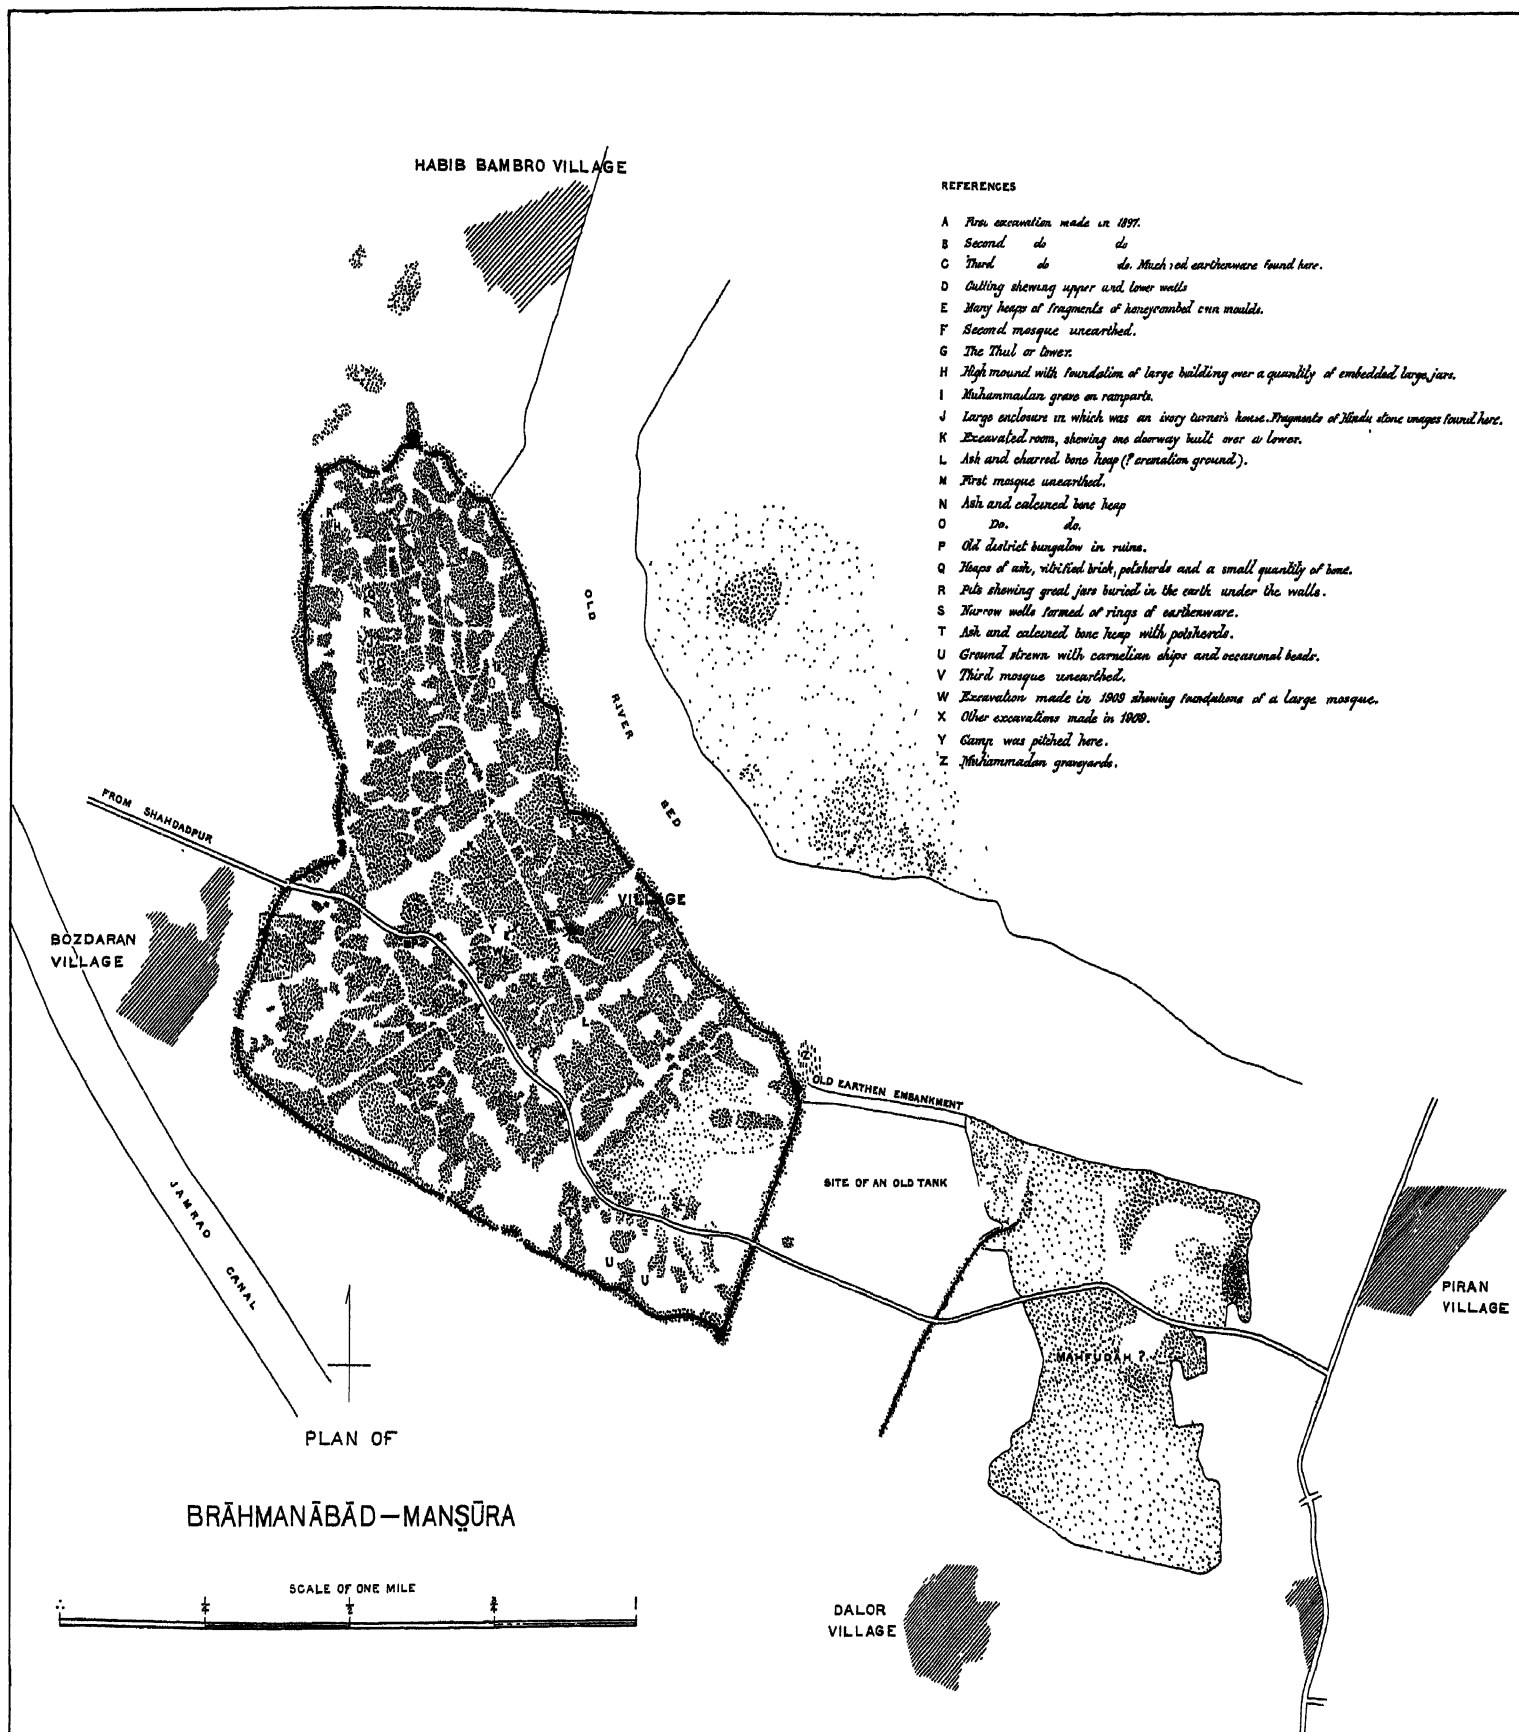 HABIB BAMBRO VILLAGE
REFERENCES
A First excavation made in 1897.
B Second do do
C Third do do. Much red earthenware found here.
D Cutting shewing upper and lower walls
E Many heaps of fragments of honeycombed coin moulds.
F Second mosque unearthed.
G The Thul or tower.
H High mound with foundation of large building over a quantity of embedded large jars.
I Muhammadan grave on ramparts.
J Large enclosure in which was an ivory turner's house. Fragments of Hindu stone images found here.
K Excavated room, shewing one doorway built over a lower.
L Ash and charred bone heap (? cremation ground).
M First mosque unearthed.
N Ash and calcined bone heap
O Do. do.
P Old district bungalow in ruins.
Q Heaps of ash, vitrified brick, potsherds and a small quantity of bone.
R Pits shewing great jars buried in the earth under the walls.
S Narrow wells formed of rings of earthenware.
T Ash and calcined bone heap with potsherds.
U Ground strewn with carnelian chips and occasional beads.
V Third mosque unearthed.
W Excavation made in 1909 shewing foundations of a large mosque.
X Other excavations made in 1909.
Y Camp was pitched here.
Z Muhammadan graveyards.
OLD
RIVER
BED
FROM SHAHDADPUR
VILLAGE
BOZDARAN
VILLAGE
R
R
Y
W
L
T
U
U
OLD EARTHEN EMBANKMENT
SITE OF AN OLD TANK
JAMRAO
CANAL
PIRAN
VILLAGE
MAHFUDAH ?
PLAN OF
BRĀHMANĀBĀD—MANṢŪRA
SCALE OF ONE MILE
¼ ½ ¾ 1
DALOR
VILLAGE